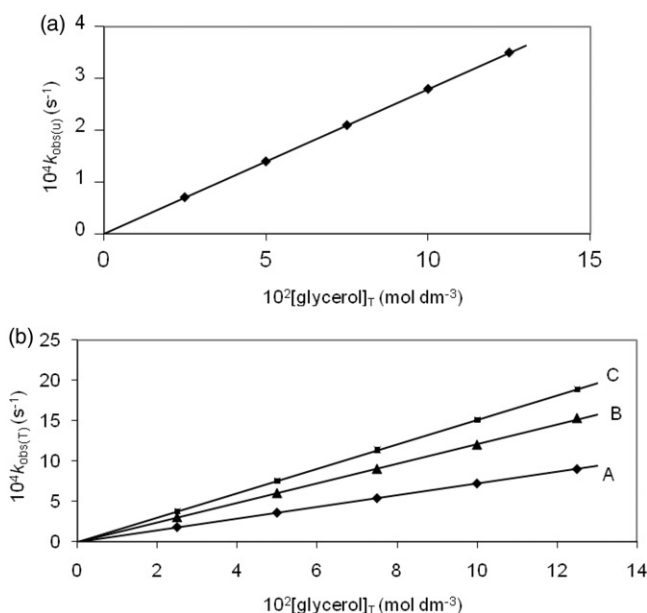 (a)
4
3
2
1
0
10⁴k_obs(u) (s⁻¹)
0 5 10 15
10²[glycerol]_T (mol dm⁻³)
(b)
25
20
15
10
5
0
10⁴k_obs(T) (s⁻¹)
C
B
A
0 2 4 6 8 10 12 14
10²[glycerol]_T (mol dm⁻³)